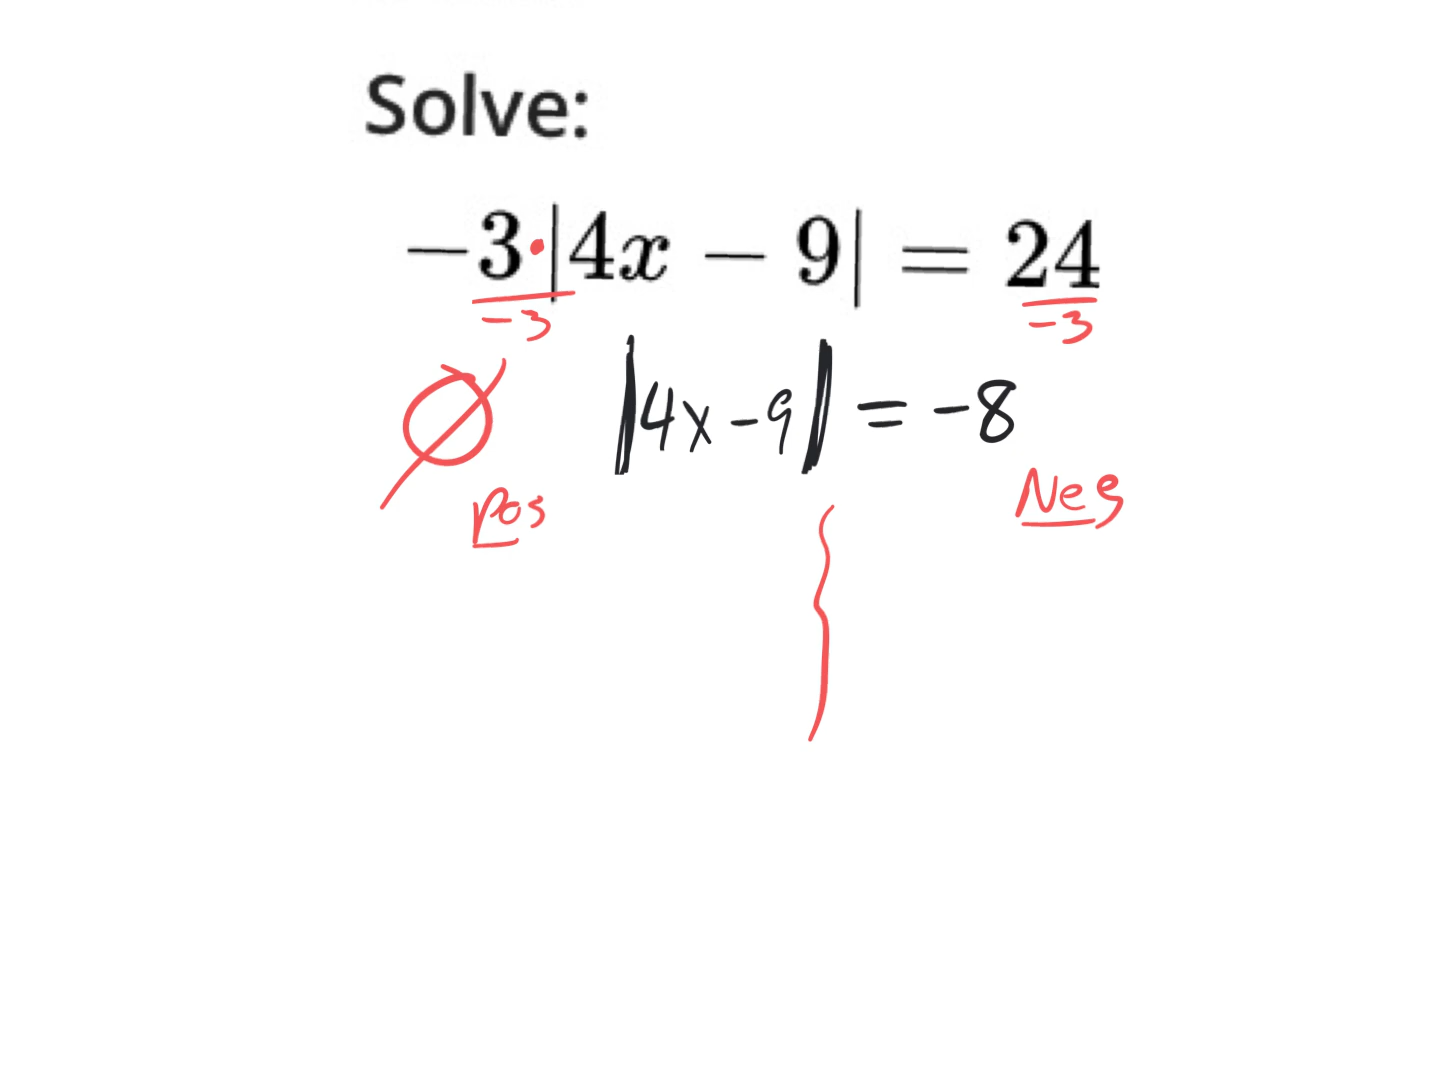 Solve:
−3·|4x − 9| = 24
−3 −3
∅ |4x-9| = -8
Pos Neg